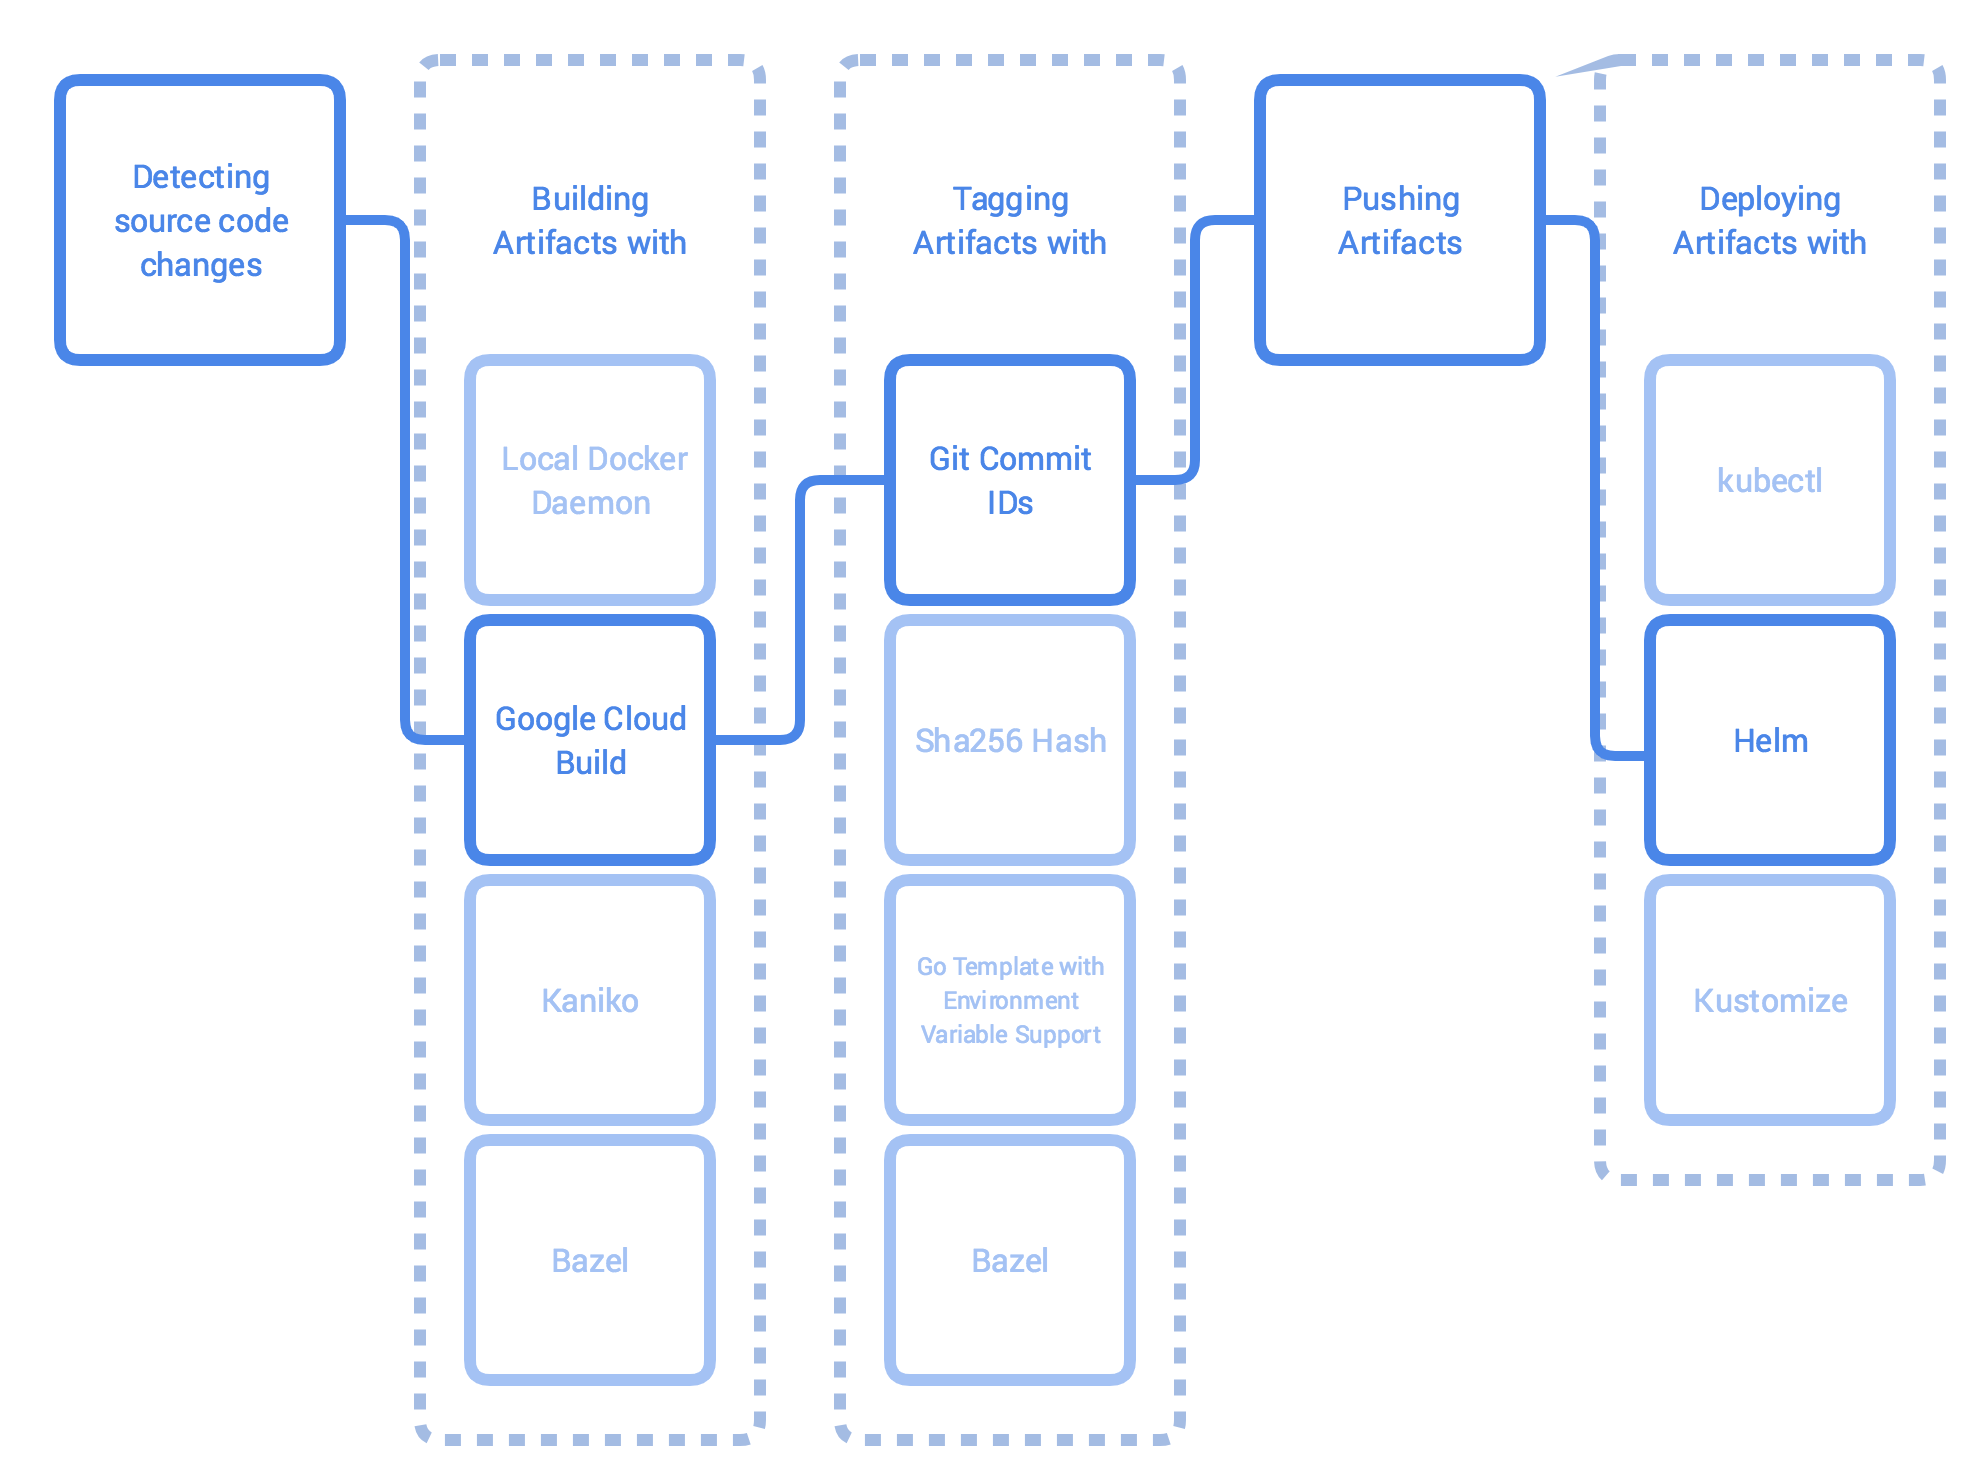 Detecting
source code
changes
Building
Artifacts with
Local Docker
Daemon
Google Cloud
Build
Kaniko
Bazel
Tagging
Artifacts with
Git Commit
IDs
Sha256 Hash
Go Template with
Environment
Variable Support
Bazel
Pushing
Artifacts
Deploying
Artifacts with
kubectl
Helm
Kustomize